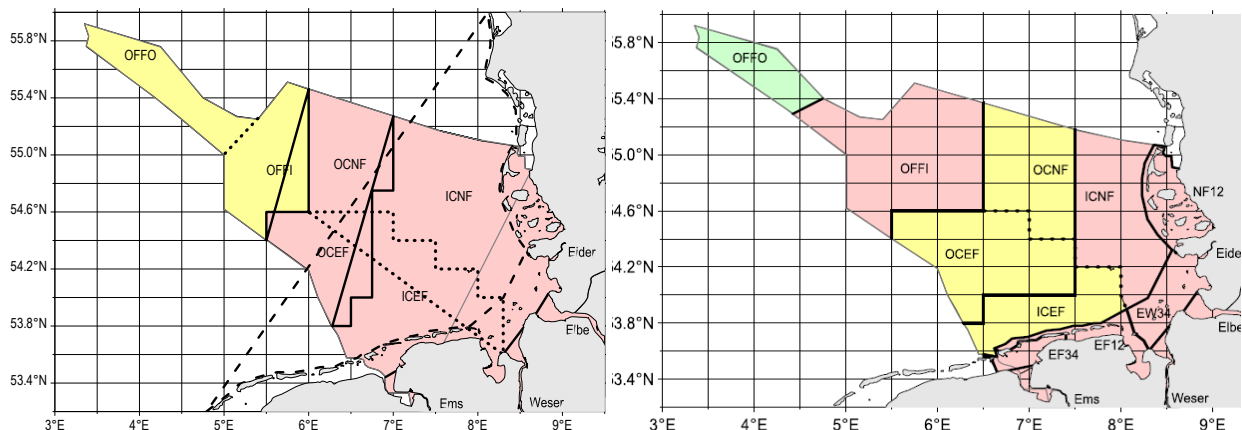 55.8°N
55.4°N
55.0°N
54.6°N
54.2°N
53.8°N
53.4°N
3°E 4°E 5°E 6°E 7°E 8°E 9°E
OFFO
OFFI
OCNF
ICNF
OCEF
ICEF
Eider
Elbe
Ems
Weser
55.8°N
55.4°N
55.0°N
54.6°N
54.2°N
53.8°N
53.4°N
3°E 4°E 5°E 6°E 7°E 8°E 9°E
OFFO
OFFI
OCNF
ICNF
NF12
OCEF
Eider
ICEF
EW34
Elbe
EF12
EF34
Ems
Weser